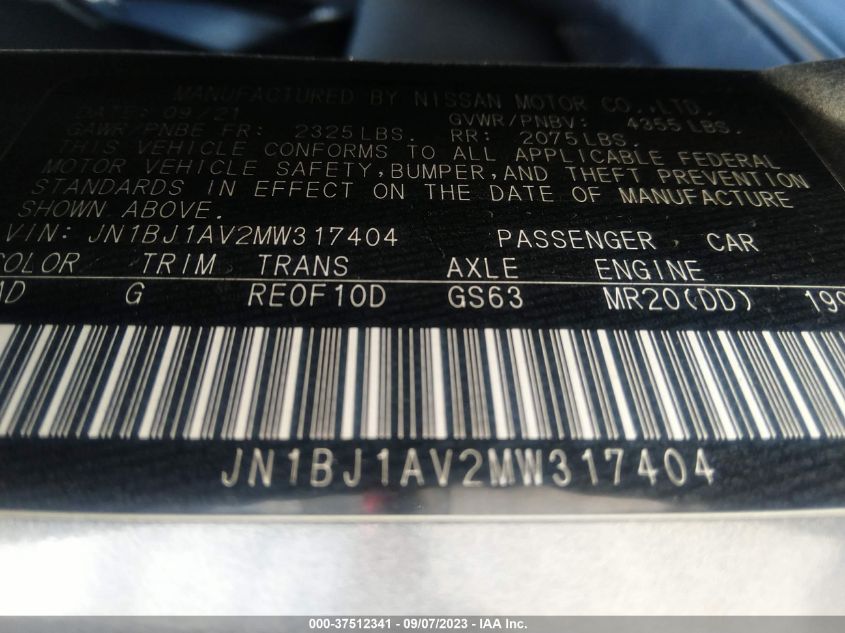 MANUFACTURED BY NISSAN MOTOR CO.,LTD.
DATE: 09/21 GVWR/PNBV: 4355 LBS.
GAWR/PNBE FR: 2325LBS. RR: 2075LBS.
THIS VEHICLE CONFORMS TO ALL APPLICABLE FEDERAL
MOTOR VEHICLE SAFETY,BUMPER,AND THEFT PREVENTION
STANDARDS IN EFFECT ON THE DATE OF MANUFACTURE
SHOWN ABOVE.
VIN: JN1BJ1AV2MW317404 PASSENGER CAR
COLOR TRIM TRANS AXLE ENGINE
G RE0F10D GS63 MR20(DD)
JN1BJ1AV2MW317404
000-37512341 - 09/07/2023 - IAA Inc.